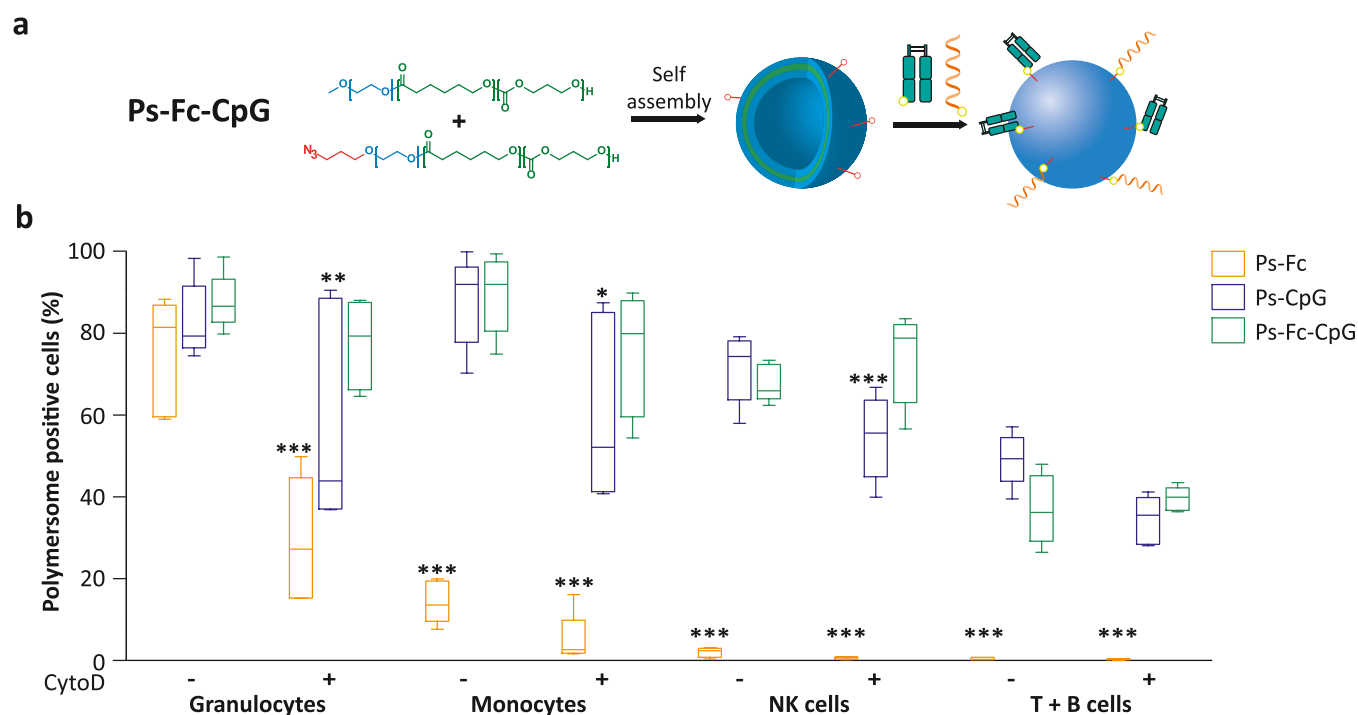 a
Ps-Fc-CpG
O O O O O O O H
+
N3 O O O O O O O H
Self
assembly
b
Polymersome positive cells (%)
100
80
60
40
20
0
***
**
***
*
***
***
***
***
***
***
Ps-Fc
Ps-CpG
Ps-Fc-CpG
CytoD - + - + - + - +
Granulocytes Monocytes NK cells T + B cells